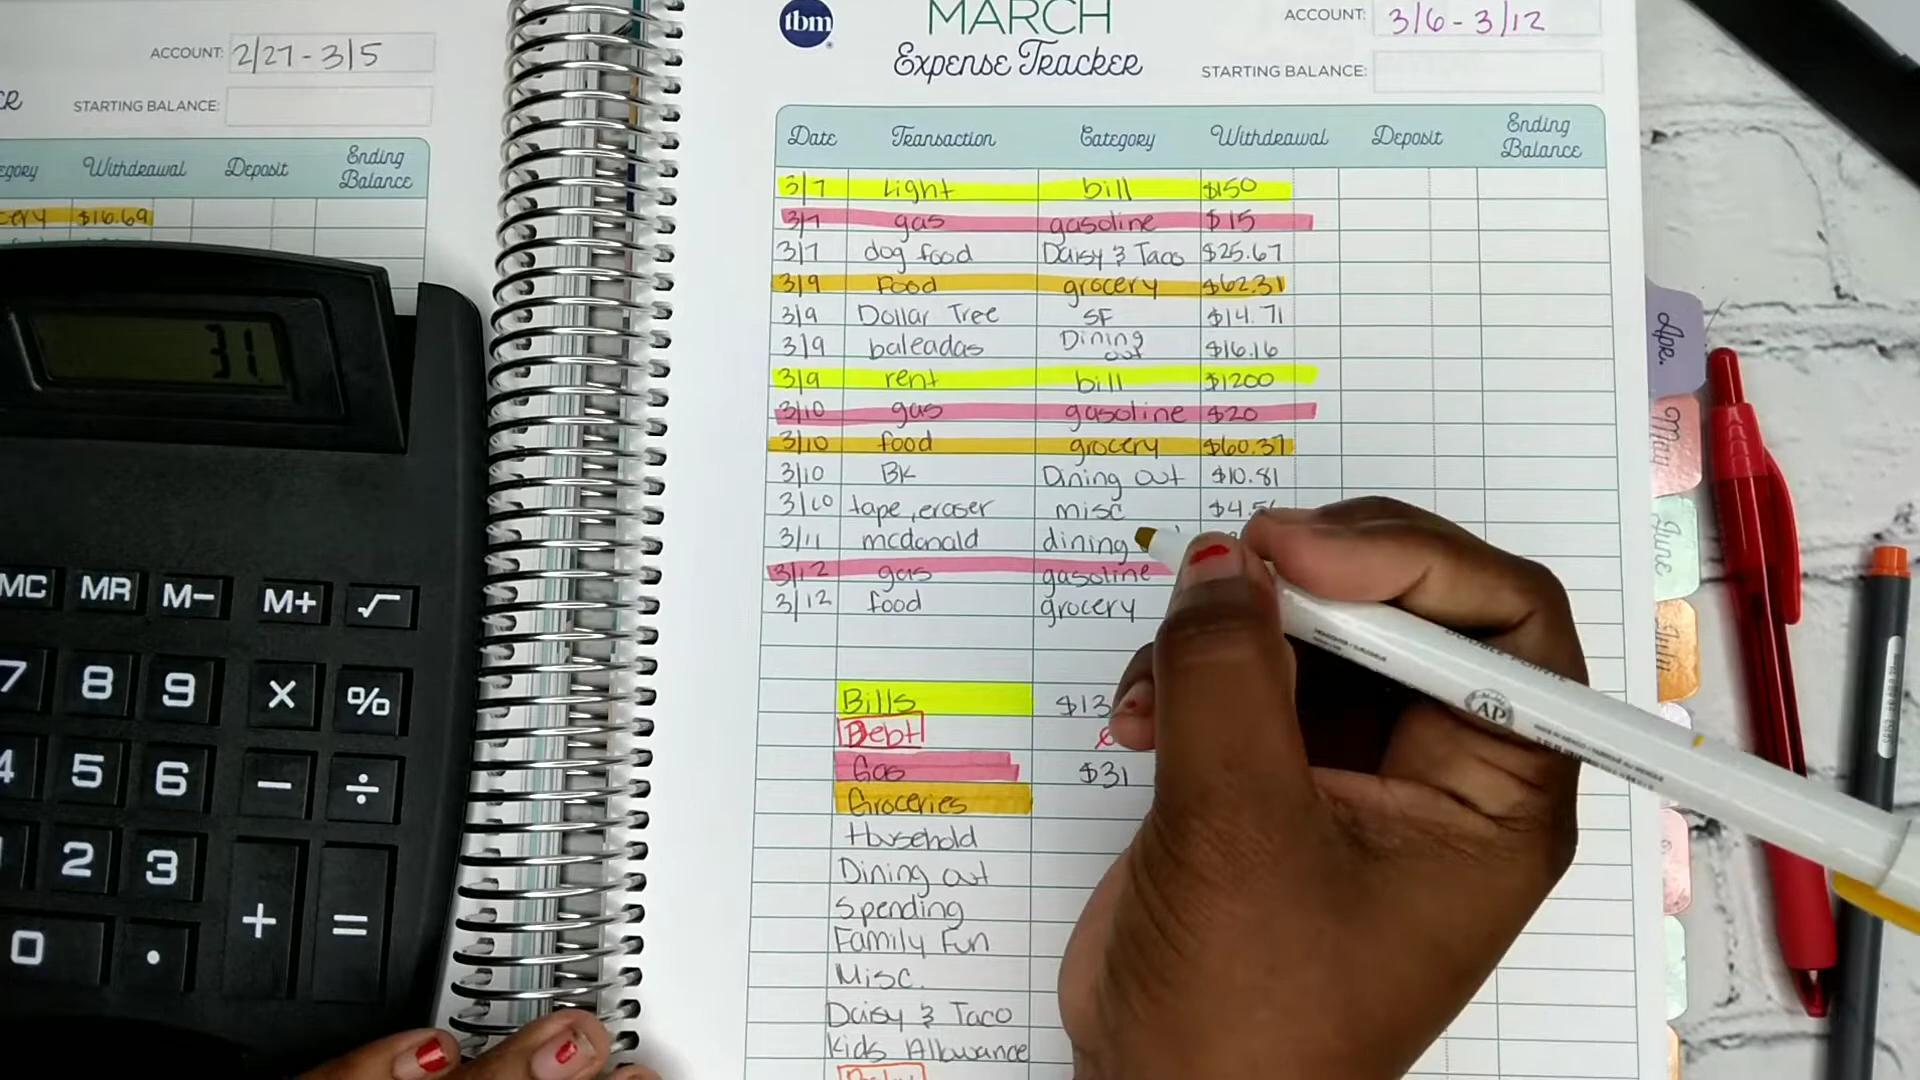 ACCOUNT: 2/27 - 3/5
STARTING BALANCE:
Withdrawal Deposit Ending Balance
$16.69
tbm
MARCH
Expense Tracker
ACCOUNT: 3/6 - 3/12
STARTING BALANCE:
Date Transaction Category Withdrawal Deposit Ending Balance
3/7 Light bill $150
3/7 gas gasoline $15
3/7 dog food Daisy & Taco $25.67
3/9 Food grocery $62.31
3/9 Dollar Tree SF $14.71
3/9 baleadas Dining out $16.16
3/9 rent bill $1200
3/10 gas gasoline $20
3/10 food grocery $60.37
3/10 BK Dining out $10.81
3/10 tape, eraser misc
3/11 mcdonald dining
3/12 gas gasoline
3/12 food grocery
Bills
Debt
Gas $31
Groceries
Household
Dining out
Spending
Family Fun
Misc.
Daisy & Taco
Kids Allowance
31.
MC MR M- M+ √
7 8 9 X %
4 5 6 - ÷
2 3
0 . + =
Apr.
May
June
July
AP